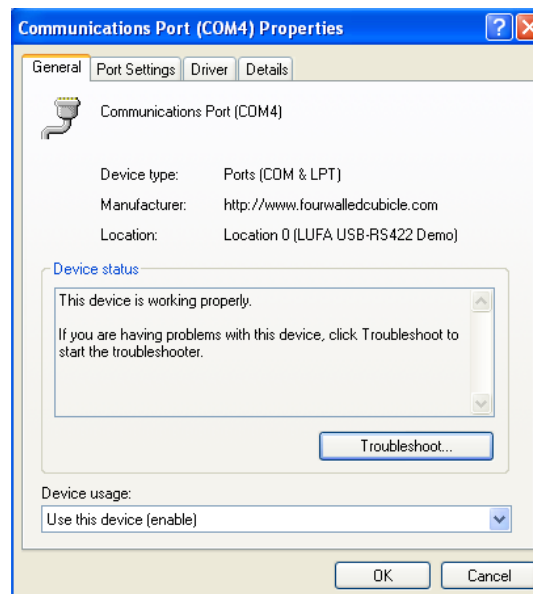 Communications Port (COM4) Properties
General Port Settings Driver Details
Communications Port (COM4)
Device type: Ports (COM & LPT)
Manufacturer: http://www.fourwalledcubicle.com
Location: Location 0 (LUFA USB-RS422 Demo)
Device status
This device is working properly.
If you are having problems with this device, click Troubleshoot to
start the troubleshooter.
Troubleshoot...
Device usage:
Use this device (enable)
OK Cancel